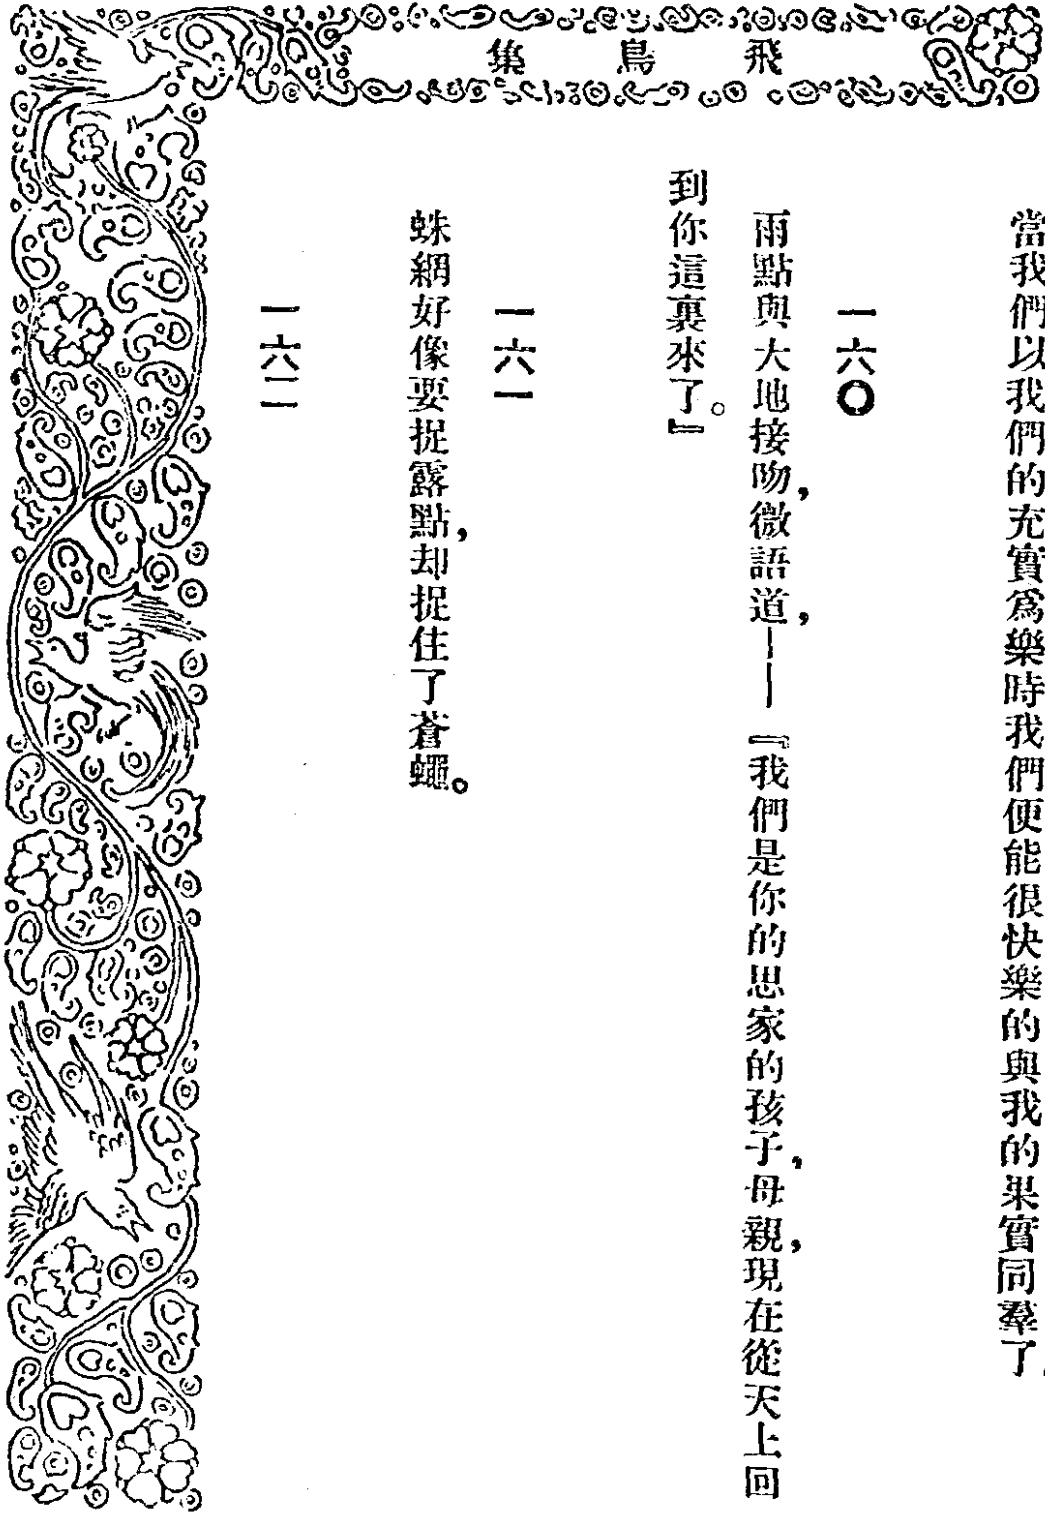 飛鳥集
當我們以我們的充實爲樂時我們便能很快樂的與我的果實同羣了
一六〇
雨點與大地接吻，微語道，——『我們是你的思家的孩子，母親，現在從天上回
到你這裏來了。』
一六一
蛛網好像要捉露點，却捉住了蒼蠅。
一六二